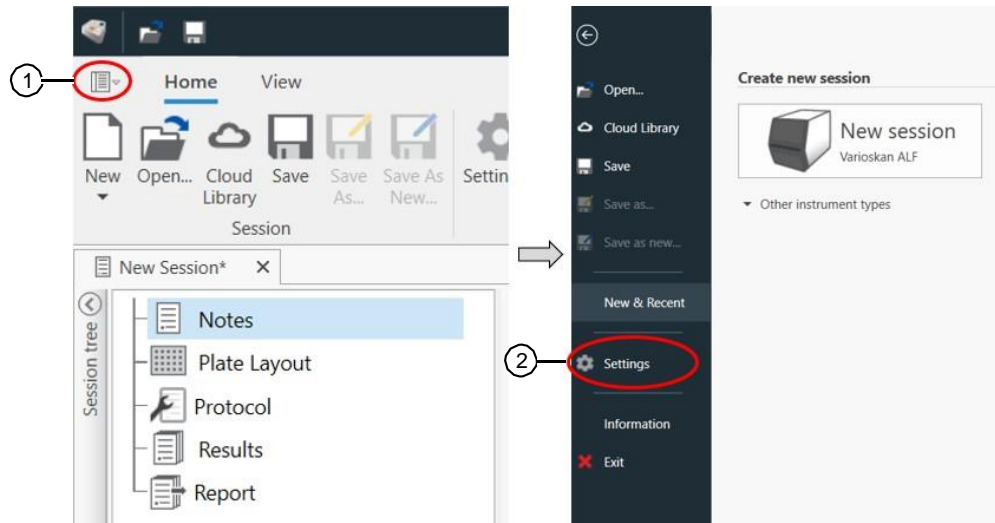 1
Home View
New Open... Cloud Library Save Save As... Save As New... Settin
Session
New Session* X
Session tree
Notes
Plate Layout
Protocol
Results
Report
Open...
Cloud Library
Save
Save as...
Save as new...
New & Recent
2
Settings
Information
Exit
Create new session
New session
Varioskan ALF
Other instrument types